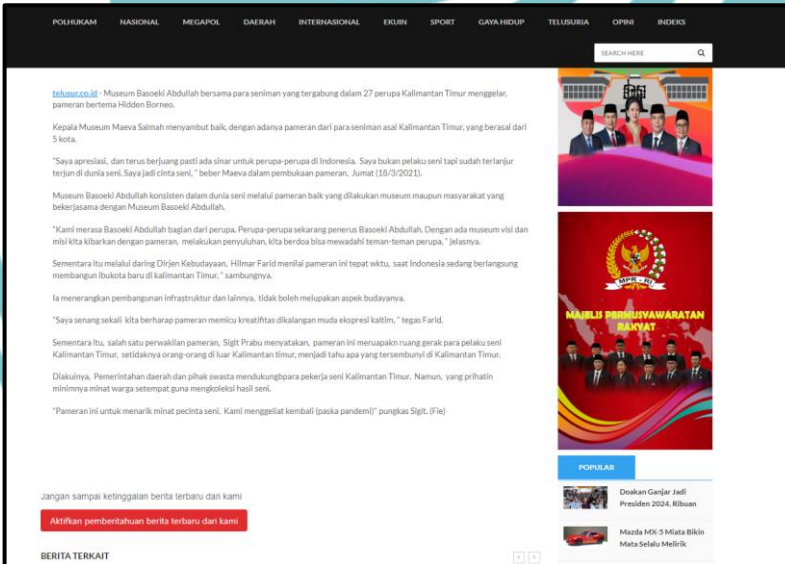 POLHUKAM NASIONAL MEGAPOL DAERAH INTERNASIONAL EKUIN SPORT GAYA HIDUP TELUSURIA OPINI INDEKS
SEARCH HERE
telusur.co.id - Museum Basoeki Abdullah bersama para seniman yang tergabung dalam 27 perupa Kalimantan Timur menggelar,
pameran bertema Hidden Borneo.
Kepala Museum Maeva Salmah menyambut baik, dengan adanya pameran dari para seniman asal Kalimantan Timur, yang berasal dari
5 kota.
"Saya apresiasi, dan terus berjuang pasti ada sinar untuk perupa-perupa di Indonesia. Saya bukan pelaku seni tapi sudah terlanjur
terjun di dunia seni. Saya jadi cinta seni, " beber Maeva dalam pembukaan pameran, Jumat (18/3/2021).
Museum Basoeki Abdullah konsisten dalam dunia seni melalui pameran baik yang dilakukan museum maupun masyarakat yang
bekerjasama dengan Museum Basoeki Abdullah.
"Kami merasa Basoeki Abdullah bagian dari perupa. Perupa-perupa sekarang penerus Basoeki Abdullah. Dengan ada museum visi dan
misi kita kibarkan dengan pameran, melakukan penyuluhan, kita berdoa bisa mewadahi teman-teman perupa, " jelasnya.
Sementara itu melalui daring Dirjen Kebudayaan, Hilmar Farid menilai pameran ini tepat wktu, saat Indonesia sedang berlangsung
membangun ibukota baru di kalimantan Timur, " sambungnya.
Ia menerangkan pembangunan infrastruktur dan lainnya, tidak boleh melupakan aspek budayanya.
"Saya senang sekali kita berharap pameran memicu kreatifitas dikalangan muda ekspresi kaltim, " tegas Farid.
Sementara itu, salah satu perwakilan pameran, Sigit Prabu menyatakan, pameran ini meruapakn ruang gerak para pelaku seni
Kalimantan Timur, setidaknya orang-orang di luar Kalimantan timur, menjadi tahu apa yang tersembunyi di Kalimantan Timur.
Diakuinya, Pemerintahan daerah dan pihak swasta mendukungbpara pekerja seni Kalimantan Timur. Namun, yang prihatin
minimnya minat warga setempat guna mengkoleksi hasil seni.
"Pameran ini untuk menarik minat pecinta seni. Kami menggeliat kembali (paska pandemi)" pungkas Sigit. (Fie)
MPR - RI
MAJELIS PERMUSYAWARATAN
RAKYAT
POPULAR
Doakan Ganjar Jadi
Presiden 2024, Ribuan
Mazda MX-5 Miata Bikin
Mata Selalu Melirik
Jangan sampai ketinggalan berita terbaru dari kami
Aktifkan pemberitahuan berita terbaru dari kami
BERITA TERKAIT